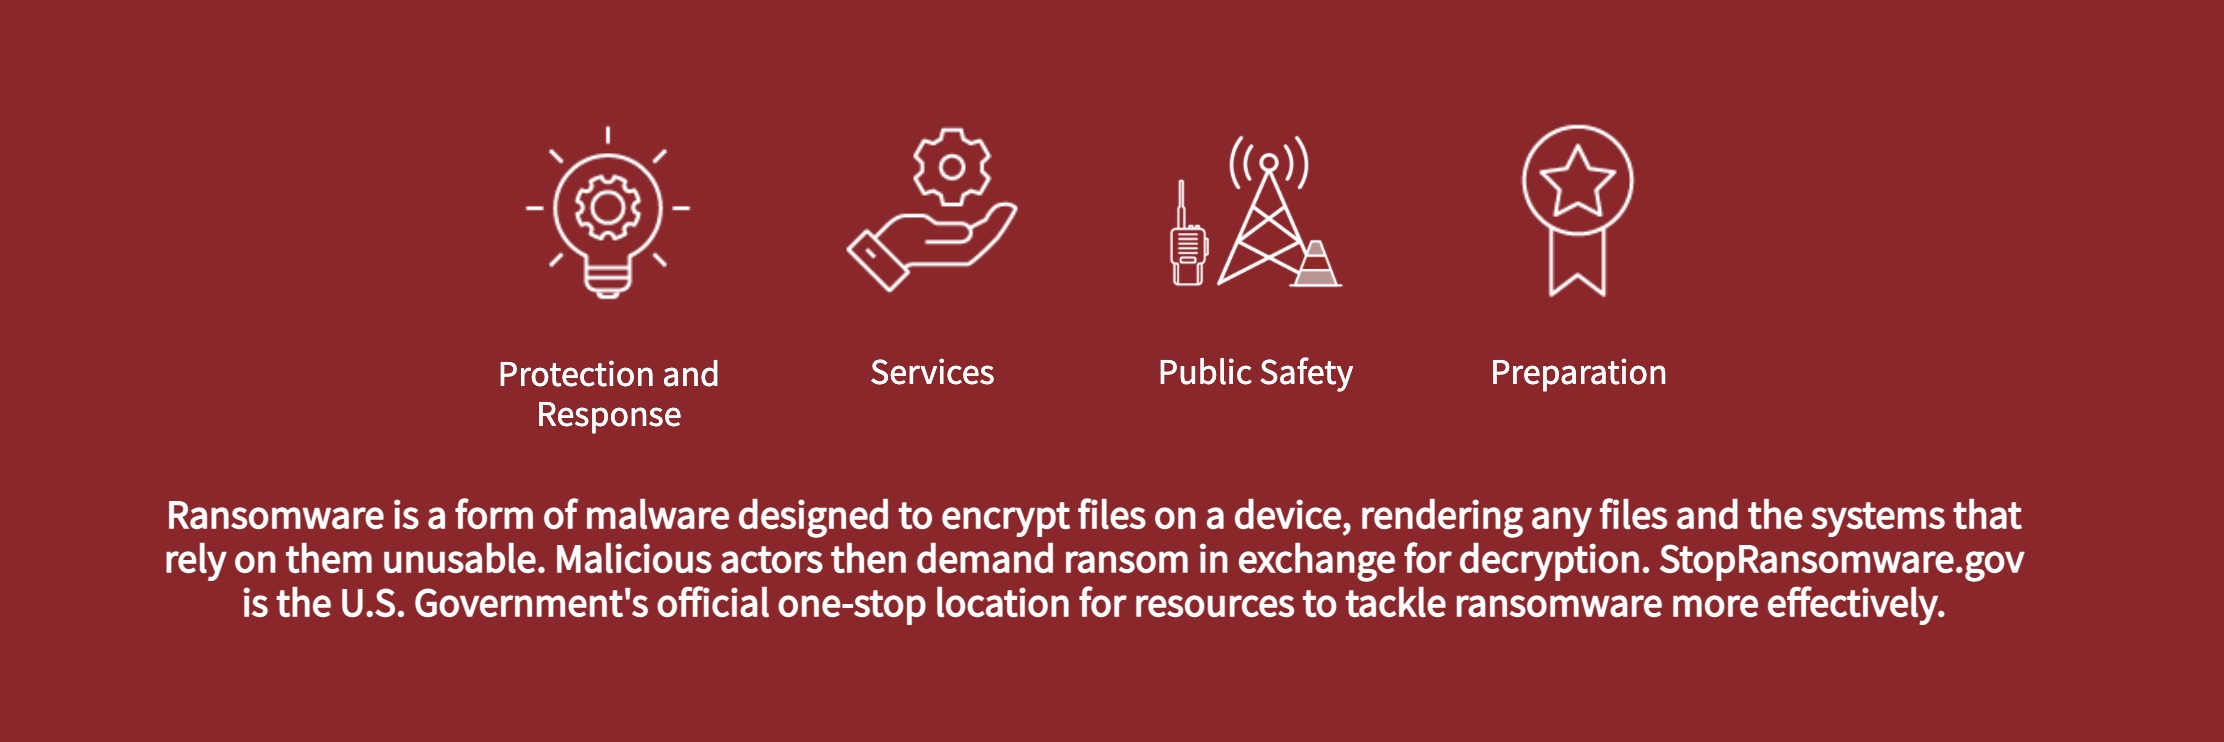 Protection and
Response
Services
Public Safety
Preparation
Ransomware is a form of malware designed to encrypt files on a device, rendering any files and the systems that
rely on them unusable. Malicious actors then demand ransom in exchange for decryption. StopRansomware.gov
is the U.S. Government's official one-stop location for resources to tackle ransomware more effectively.